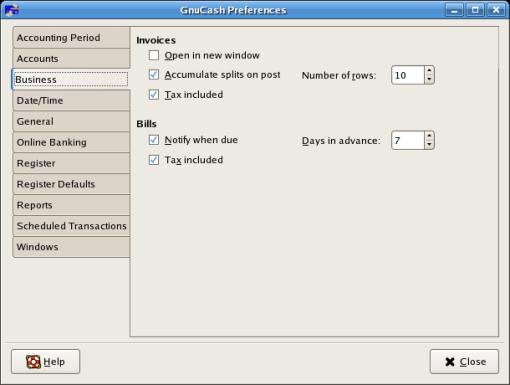 GnuCash Preferences
Accounting Period
Accounts
Business
Date/Time
General
Online Banking
Register
Register Defaults
Reports
Scheduled Transactions
Windows
Invoices
Open in new window
Accumulate splits on post Number of rows: 10
Tax included
Bills
Notify when due Days in advance: 7
Tax included
Help
Close